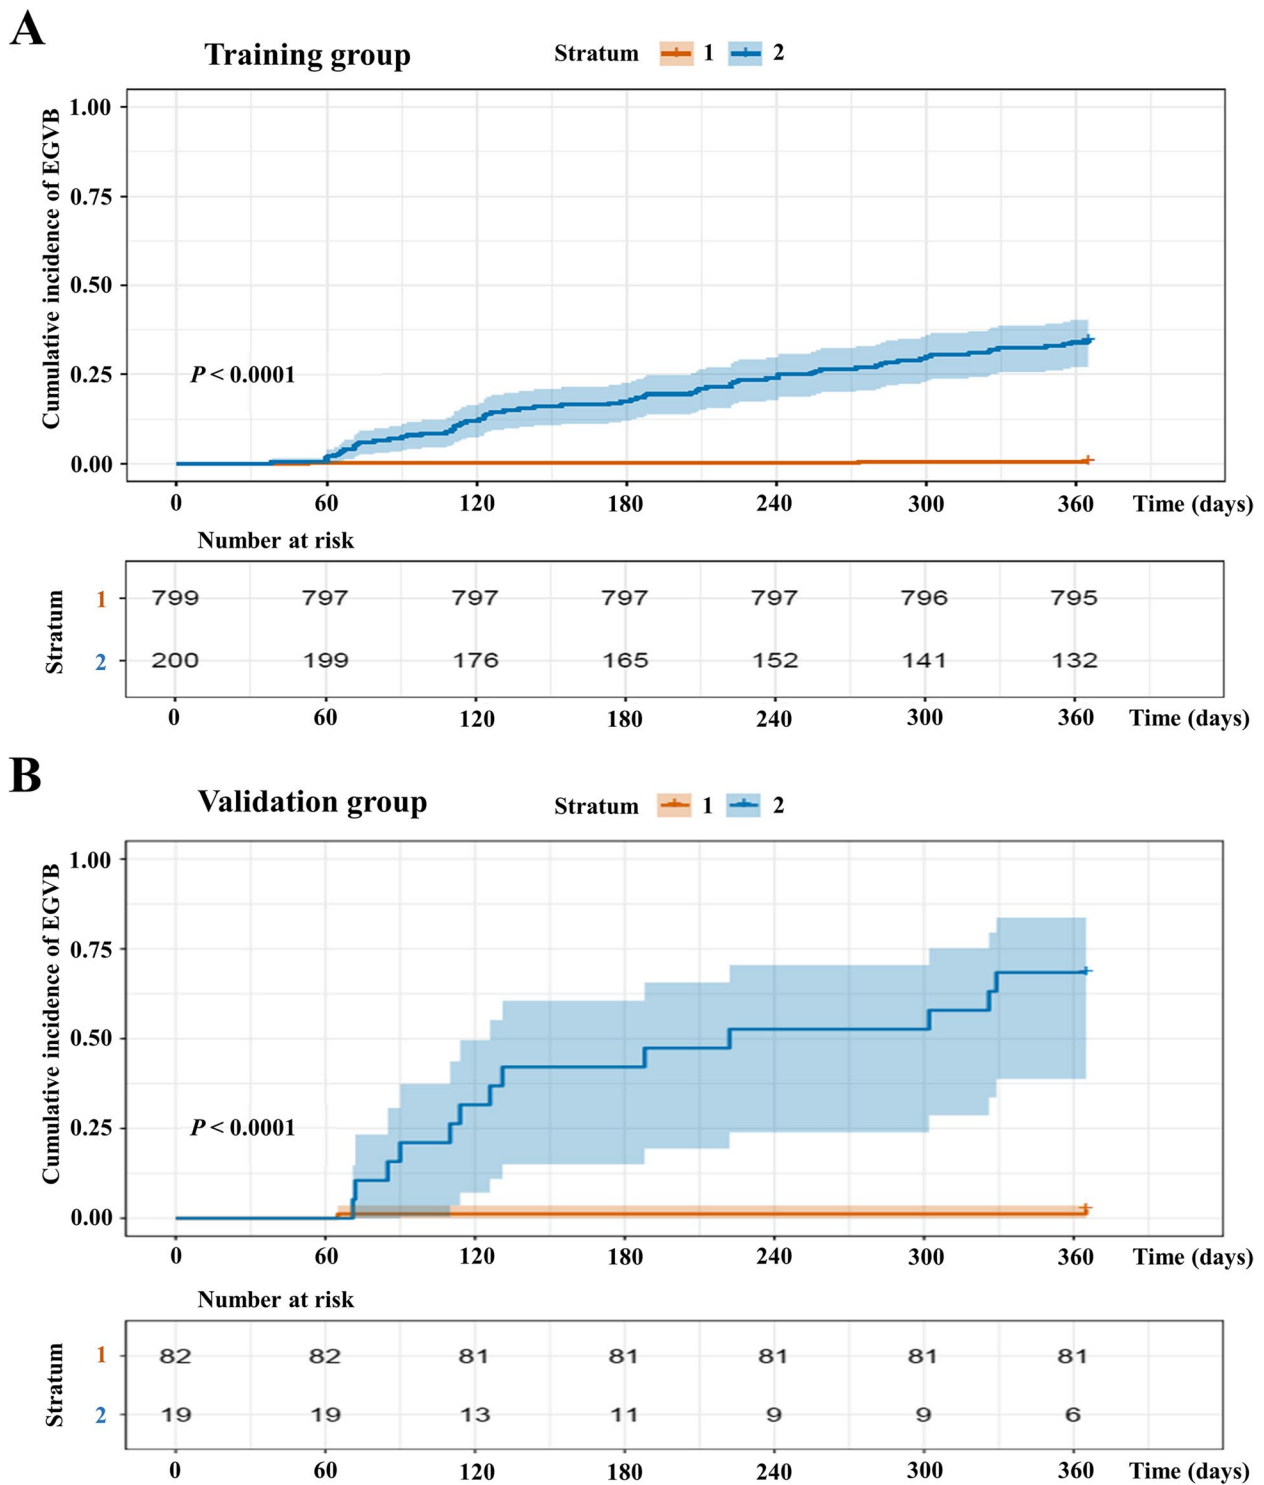 A
Training group
Stratum 1 2
Cumulative incidence of EGVB
1.00
0.75
0.50
0.25
0.00
P < 0.0001
0 60 120 180 240 300 360 Time (days)
Number at risk
Stratum
1 799 797 797 797 797 796 795
2 200 199 176 165 152 141 132
0 60 120 180 240 300 360 Time (days)
B
Validation group
Stratum 1 2
Cumulative incidence of EGVB
1.00
0.75
0.50
0.25
0.00
P < 0.0001
0 60 120 180 240 300 360 Time (days)
Number at risk
Stratum
1 82 82 81 81 81 81 81
2 19 19 13 11 9 9 6
0 60 120 180 240 300 360 Time (days)